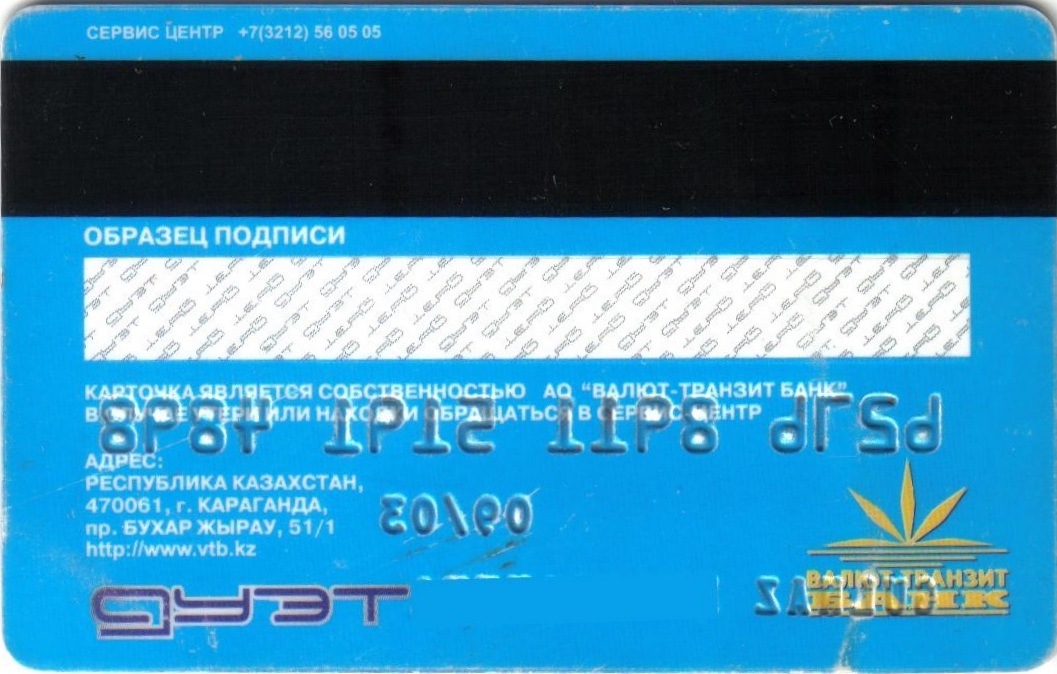 СЕРВИС ЦЕНТР +7(3212) 56 05 05
ОБРАЗЕЦ ПОДПИСИ
КАРТОЧКА ЯВЛЯЕТСЯ СОБСТВЕННОСТЬЮ АО “ВАЛЮТ-ТРАНЗИТ БАНК”
В СЛУЧАЕ УТЕРИ ИЛИ НАХОДКИ ОБРАЩАТЬСЯ В СЕРВИС ЦЕНТР
АДРЕС:
РЕСПУБЛИКА КАЗАХСТАН,
470061, г. КАРАГАНДА,
пр. БУХАР ЖЫРАУ, 51/1
http://www.vtb.kz
ДУЭТ
ВАЛЮТ-ТРАНЗИТ
БАНК